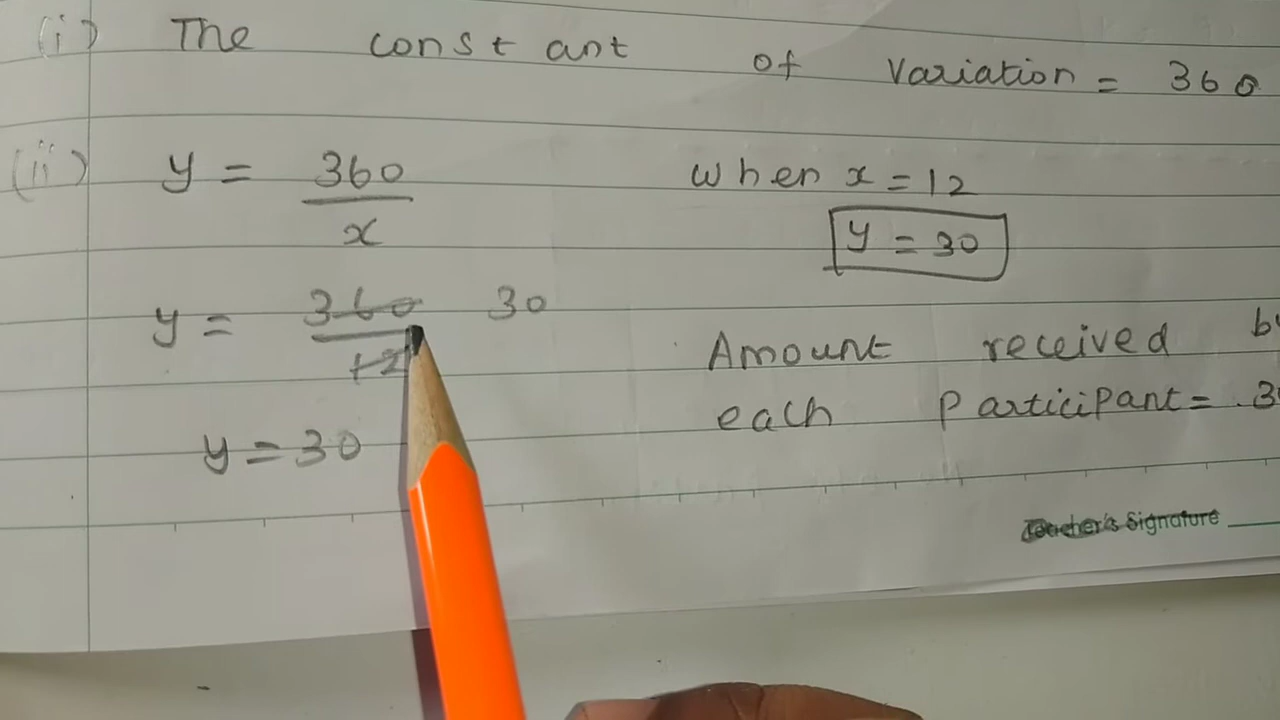 (i) The constant of variation = 360
(ii) y = 360 / x
when x = 12
y = 30
y = 360 / 12 30
y = 30
Amount received
each participant =
Teacher's Signature